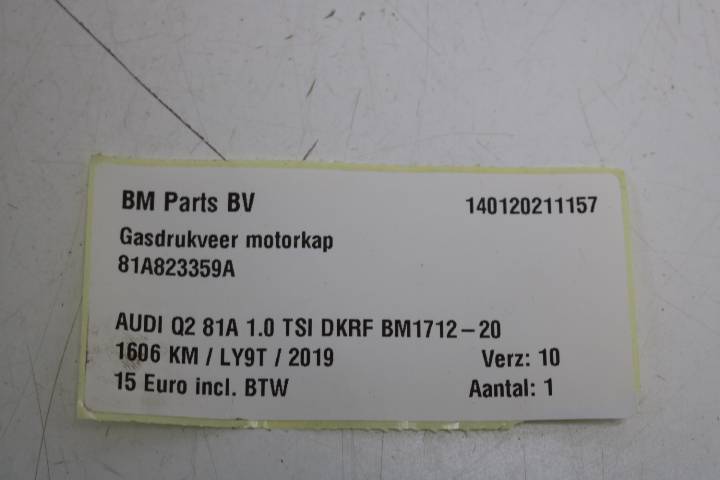 BM Parts BV 140120211157
Gasdrukveer motorkap
81A823359A
AUDI Q2 81A 1.0 TSI DKRF BM1712-20
1606 KM / LY9T / 2019 Verz: 10
15 Euro incl. BTW Aantal: 1